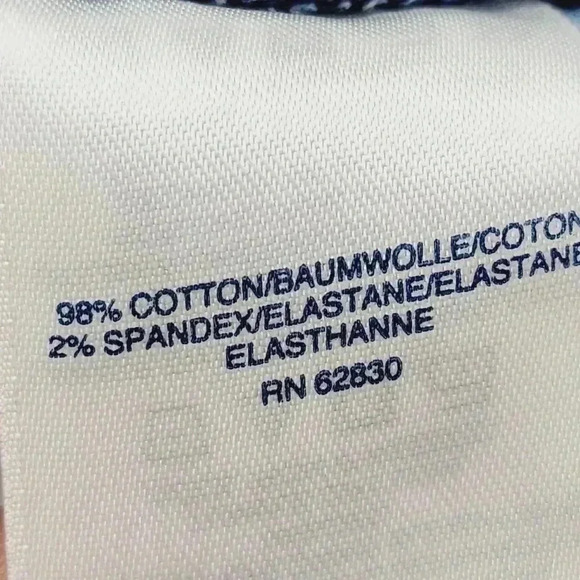 98% COTTON/BAUMWOLLE/COTON
2% SPANDEX/ELASTANE/ELASTANE
ELASTHANNE
RN 62830